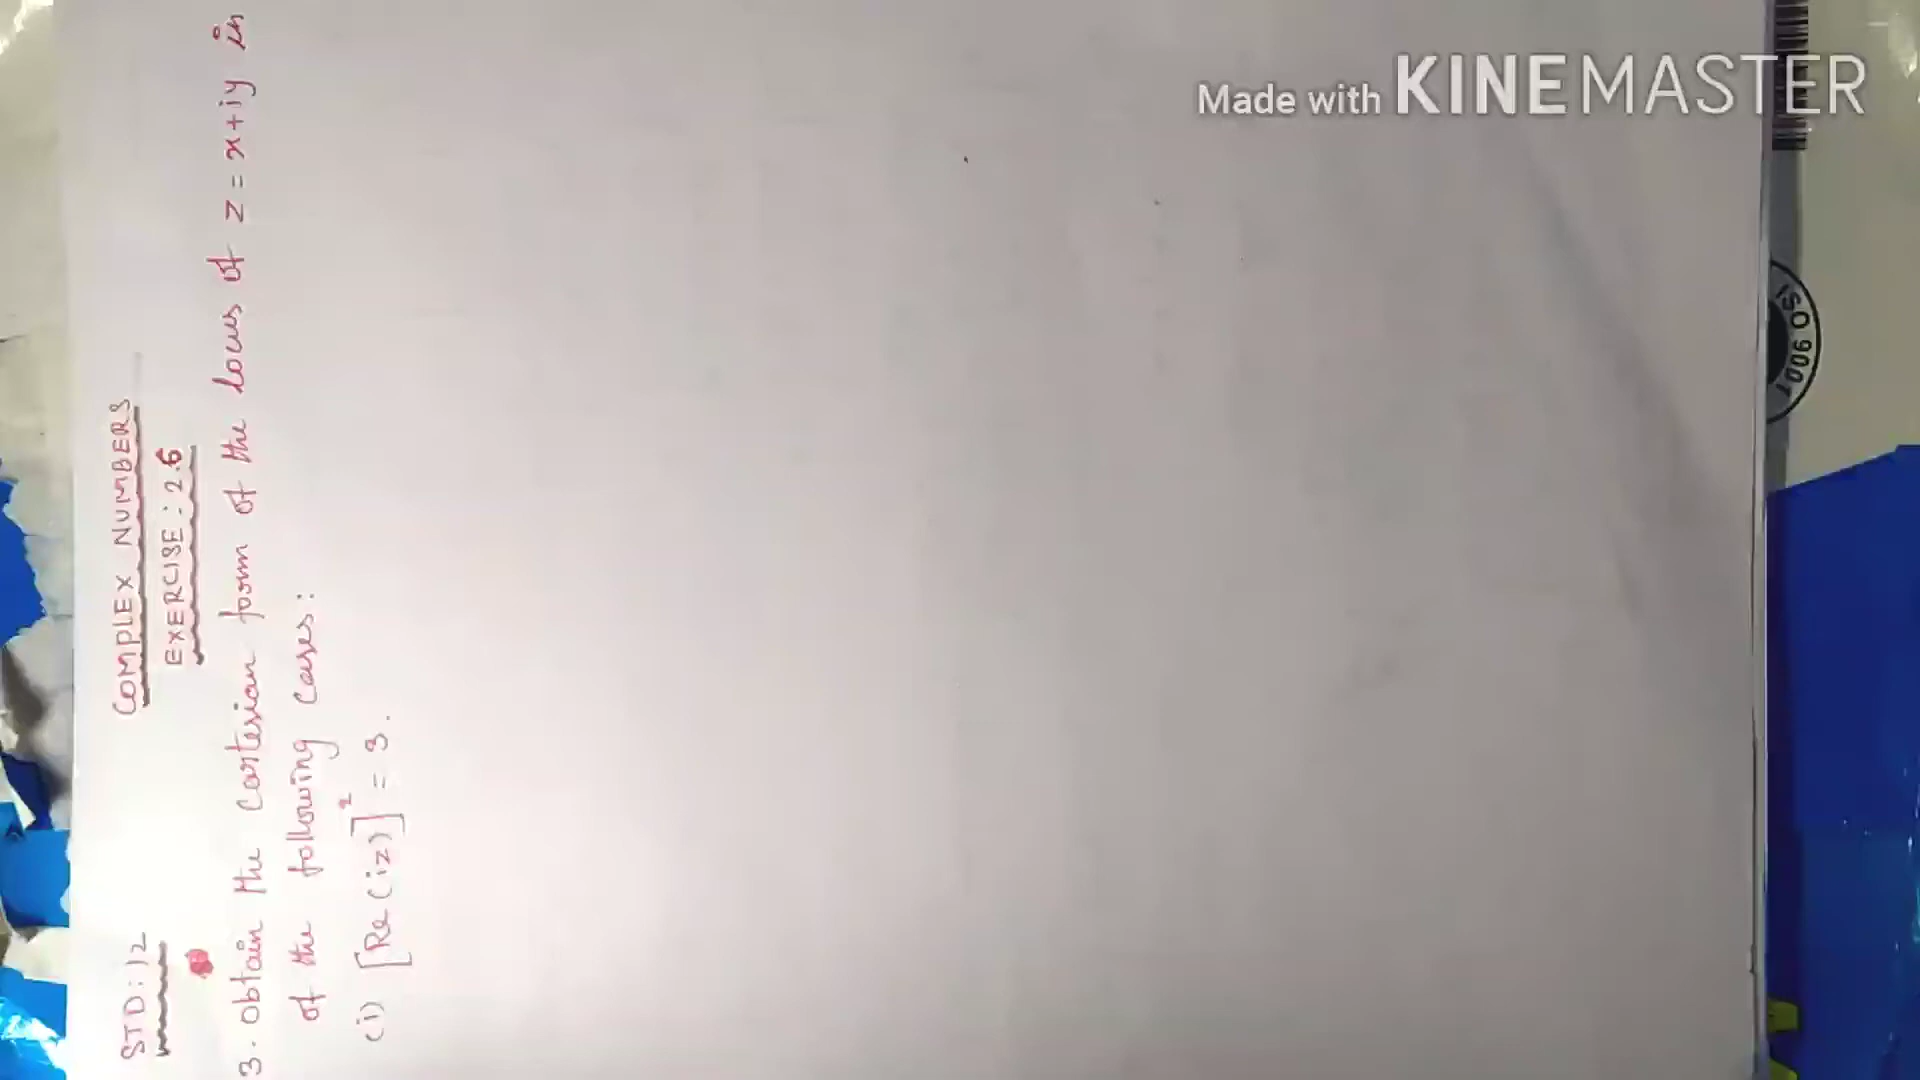 STD: 12
COMPLEX NUMBERS
EXERCISE: 2.6
3. obtain the Cartesian form of the Locus of z = x+iy in
of the following cases:
(i) [Re(iz)]² = 3.
Made with KINEMASTER
ISO 9001